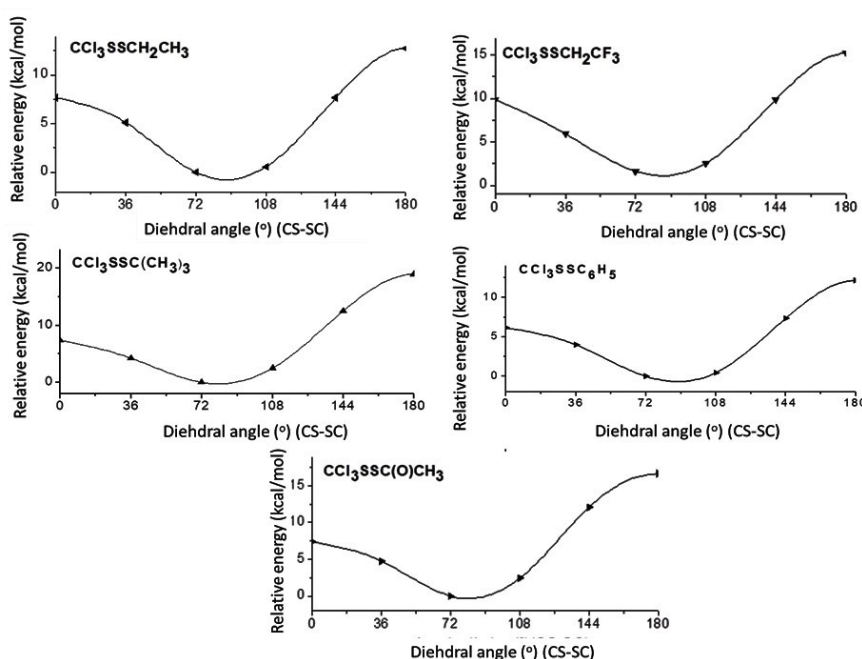 CCl3SSCH2CH3
Relative energy (kcal/mol)
10
5
0
0 36 72 108 144 180
Diehdral angle (º) (CS-SC)
CCl3SSCH2CF3
Relative energy (kcal/mol)
15
10
5
0
0 36 72 108 144 180
Diehdral angle (º) (CS-SC)
CCl3SSC(CH3)3
Relative energy (kcal/mol)
20
10
0
0 36 72 108 144 180
Diehdral angle (º) (CS-SC)
CCl3SSC6H5
Relative energy (kcal/mol)
10
5
0
0 36 72 108 144 180
Diehdral angle (º) (CS-SC)
CCl3SSC(O)CH3
Relative energy (kcal/mol)
15
10
5
0
0 36 72 108 144 180
Diehdral angle (º) (CS-SC)